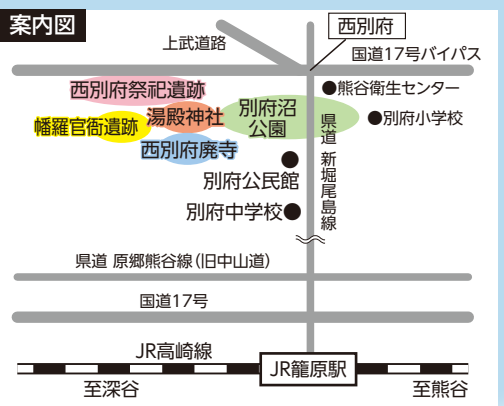 案内図
上武道路
西別府
国道17号バイパス
西別府祭祀遺跡
●熊谷衛生センター
幡羅官衙遺跡
湯殿神社
別府沼
公園
●別府小学校
県道 新堀尾島線
西別府廃寺
別府公民館
別府中学校●
県道 原郷熊谷線（旧中山道）
国道17号
JR高崎線
JR籠原駅
至深谷
至熊谷